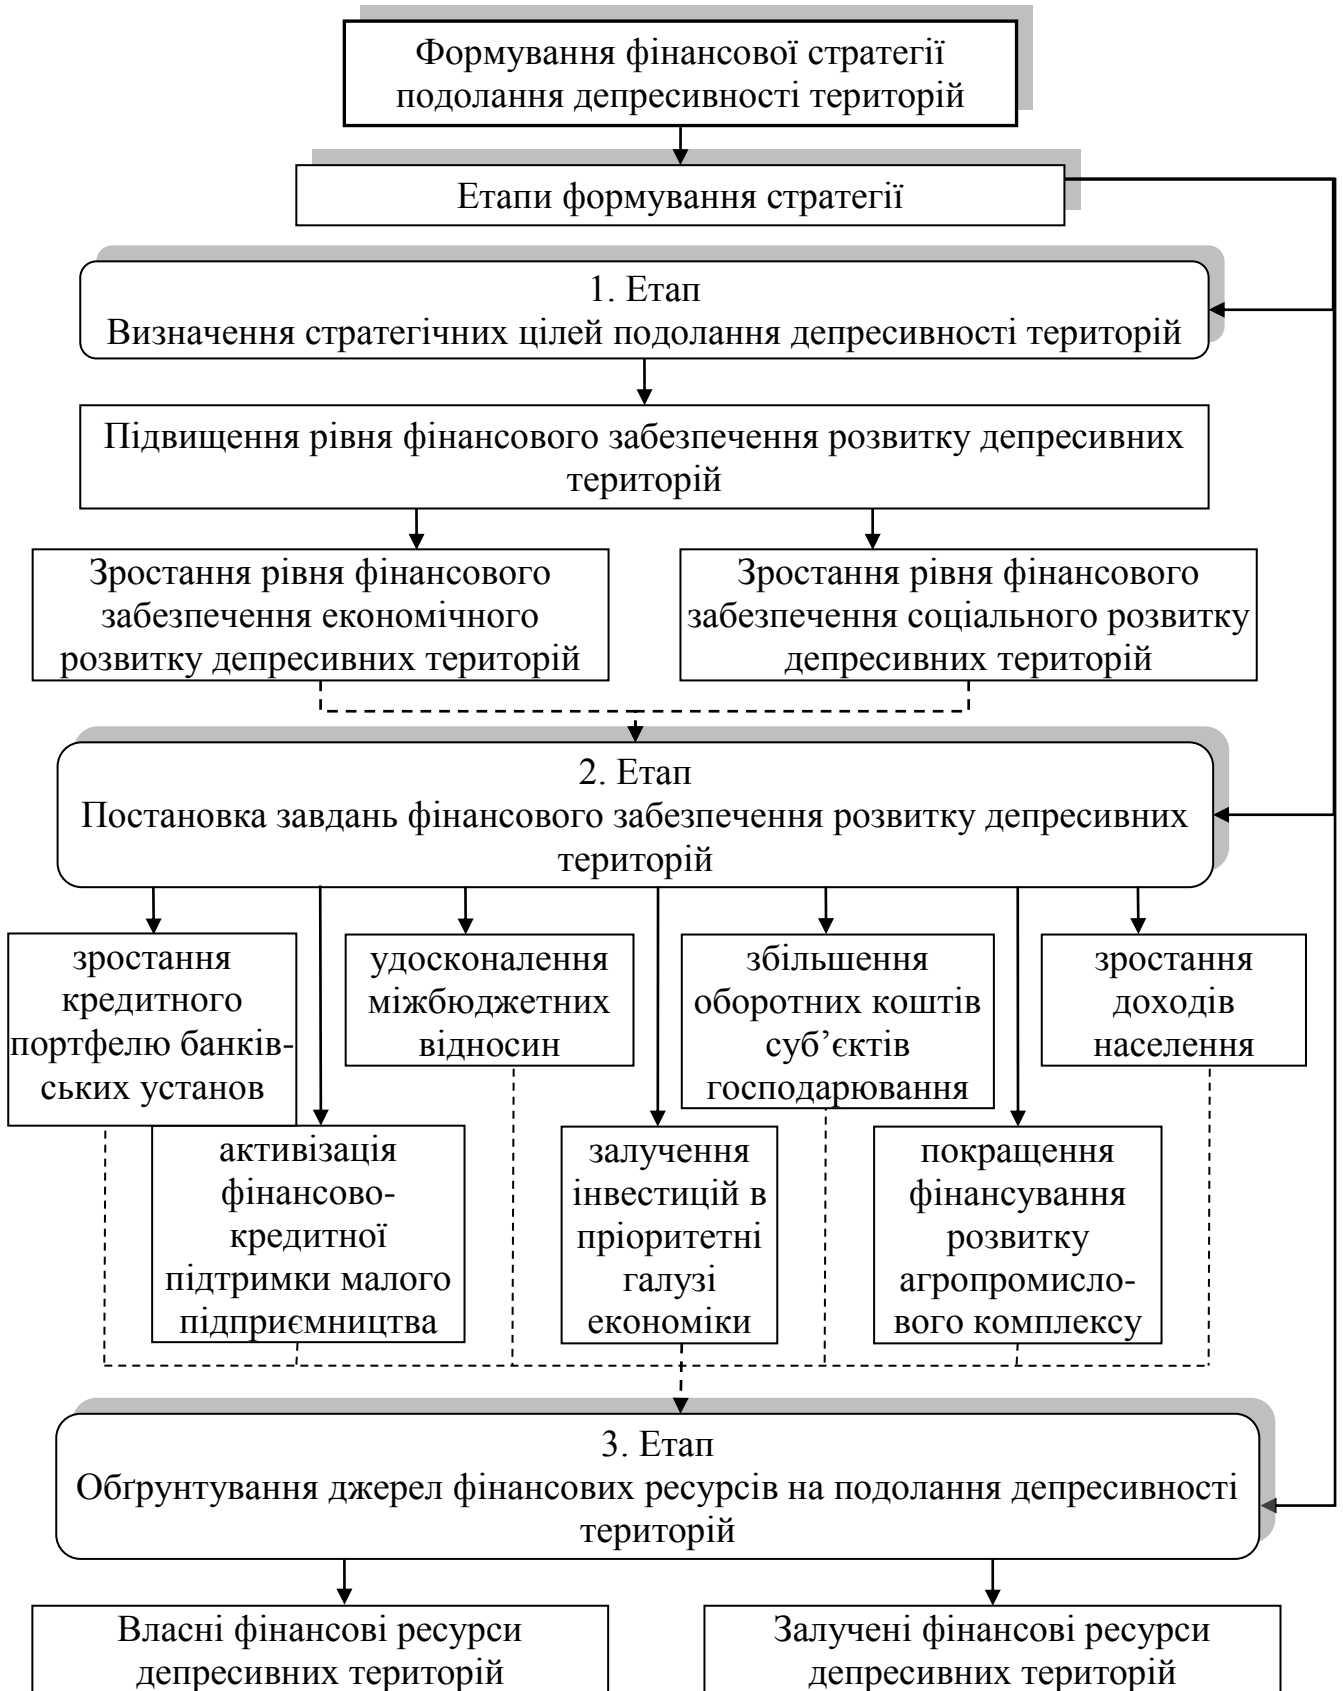 Формування фінансової стратегії
подолання депресивності територій
Етапи формування стратегії
1. Етап
Визначення стратегічних цілей подолання депресивності територій
Підвищення рівня фінансового забезпечення розвитку депресивних
територій
Зростання рівня фінансового
забезпечення економічного
розвитку депресивних територій
Зростання рівня фінансового
забезпечення соціального розвитку
депресивних територій
2. Етап
Постановка завдань фінансового забезпечення розвитку депресивних
територій
зростання
кредитного
портфелю банків-
ських установ
удосконалення
міжбюджетних
відносин
збільшення
оборотних коштів
суб’єктів
господарювання
зростання
доходів
населення
активізація
фінансово-
кредитної
підтримки малого
підприємництва
залучення
інвестицій в
пріоритетні
галузі
економіки
покращення
фінансування
розвитку
агропромисло-
вого комплексу
3. Етап
Обґрунтування джерел фінансових ресурсів на подолання депресивності
територій
Власні фінансові ресурси
депресивних територій
Залучені фінансові ресурси
депресивних територій